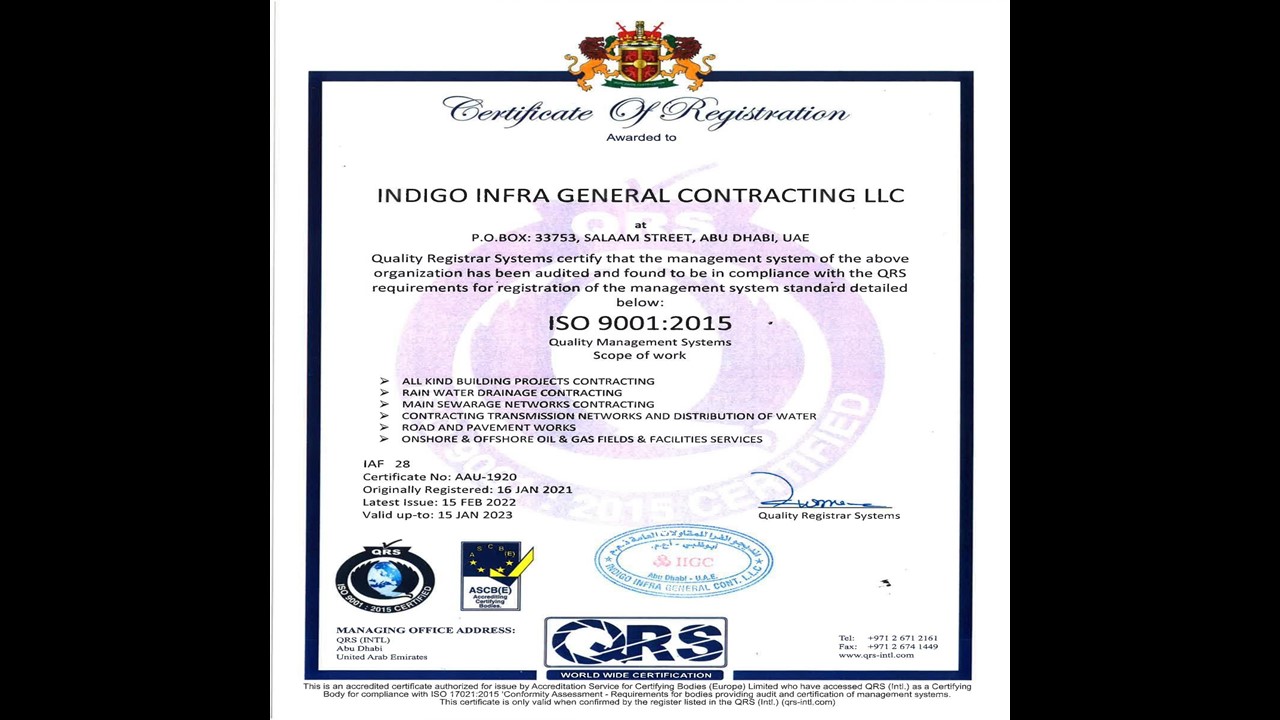 Certificate Of Registration
Awarded to
INDIGO INFRA GENERAL CONTRACTING LLC
at
P.O.BOX: 33753, SALAAM STREET, ABU DHABI, UAE
Quality Registrar Systems certify that the management system of the above
organization has been audited and found to be in compliance with the QRS
requirements for registration of the management system standard detailed
below:
ISO 9001:2015
Quality Management Systems
Scope of work
➢ ALL KIND BUILDING PROJECTS CONTRACTING
➢ RAIN WATER DRAINAGE CONTRACTING
➢ MAIN SEWARAGE NETWORKS CONTRACTING
➢ CONTRACTING TRANSMISSION NETWORKS AND DISTRIBUTION OF WATER
➢ ROAD AND PAVEMENT WORKS
➢ ONSHORE & OFFSHORE OIL & GAS FIELDS & FACILITIES SERVICES
IAF 28
Certificate No: AAU-1920
Originally Registered: 16 JAN 2021
Latest Issue: 15 FEB 2022
Valid up-to: 15 JAN 2023
Quality Registrar Systems
QRS
ISO 9001 : 2015 CERTIFIED
ASCB(E)
ASCB(E)
Accrediting
Certifying
Bodies.
انديجو انفرا للمقاولات العامة ذ.م.م
أبوظبي - أ.ع.م.
IIGC
Abu Dhabi - U.A.E.
INDIGO INFRA GENERAL CONT. L.L.C
MANAGING OFFICE ADDRESS:
QRS (INTL)
Abu Dhabi
United Arab Emirates
QRS
WORLD WIDE CERTIFICATION
Tel: +971 2 671 2161
Fax: +971 2 674 1449
www.qrs-intl.com
This is an accredited certificate authorized for issue by Accreditation Service for Certifying Bodies (Europe) Limited who have accessed QRS (Intl.) as a Certifying
Body for compliance with ISO 17021:2015 'Conformity Assessment - Requirements for bodies providing audit and certification of management systems.
This certificate is only valid when confirmed by the register listed in the QRS (Intl.) (qrs-intl.com)